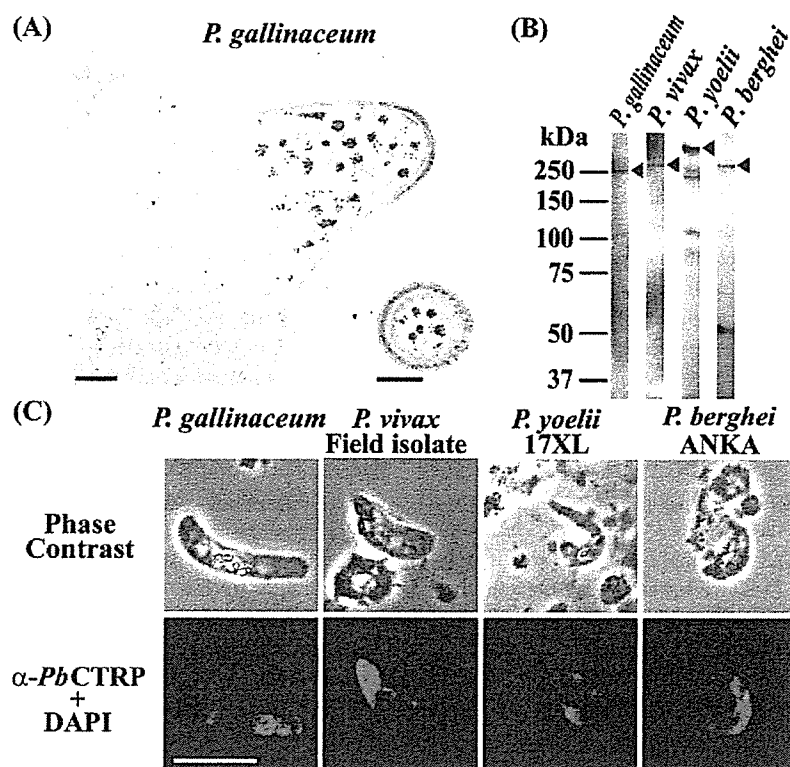 (A)
P. gallinaceum
(B)
P. gallinaceum
P. vivax
P. yoelii
P. berghei
kDa
250
150
100
75
50
37
(C)
P. gallinaceum
P. vivax
Field isolate
P. yoelii
17XL
P. berghei
ANKA
Phase
Contrast
α-PbCTRP
+
DAPI